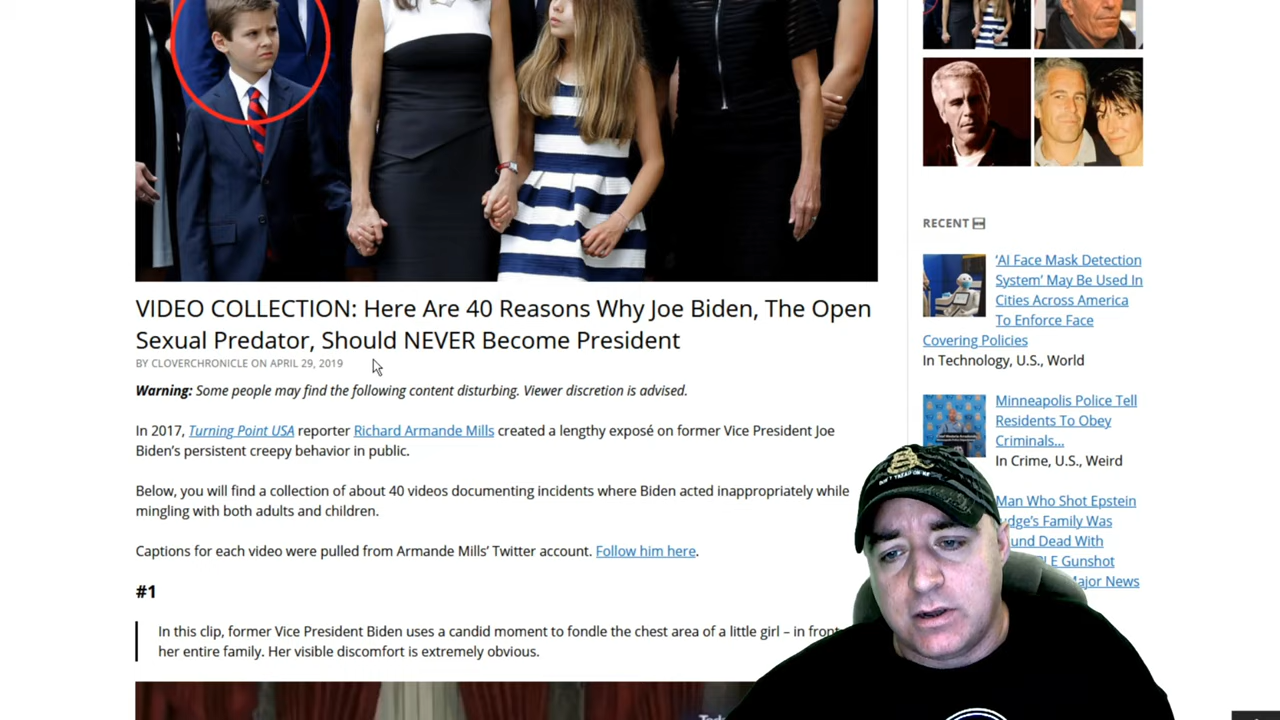 VIDEO COLLECTION: Here Are 40 Reasons Why Joe Biden, The Open
Sexual Predator, Should NEVER Become President
BY CLOVERCHRONICLE ON APRIL 29, 2019
Warning: Some people may find the following content disturbing. Viewer discretion is advised.
In 2017, Turning Point USA reporter Richard Armande Mills created a lengthy exposé on former Vice President Joe
Biden's persistent creepy behavior in public.
Below, you will find a collection of about 40 videos documenting incidents where Biden acted inappropriately while
mingling with both adults and children.
Captions for each video were pulled from Armande Mills' Twitter account. Follow him here.
#1
In this clip, former Vice President Biden uses a candid moment to fondle the chest area of a little girl – in front
her entire family. Her visible discomfort is extremely obvious.
RECENT
'AI Face Mask Detection
System' May Be Used In
Cities Across America
To Enforce Face
Covering Policies
In Technology, U.S., World
Minneapolis Police Tell
Residents To Obey
Criminals...
In Crime, U.S., Weird
Man Who Shot Epstein
Family Was
Dead With
Gunshot
Major News